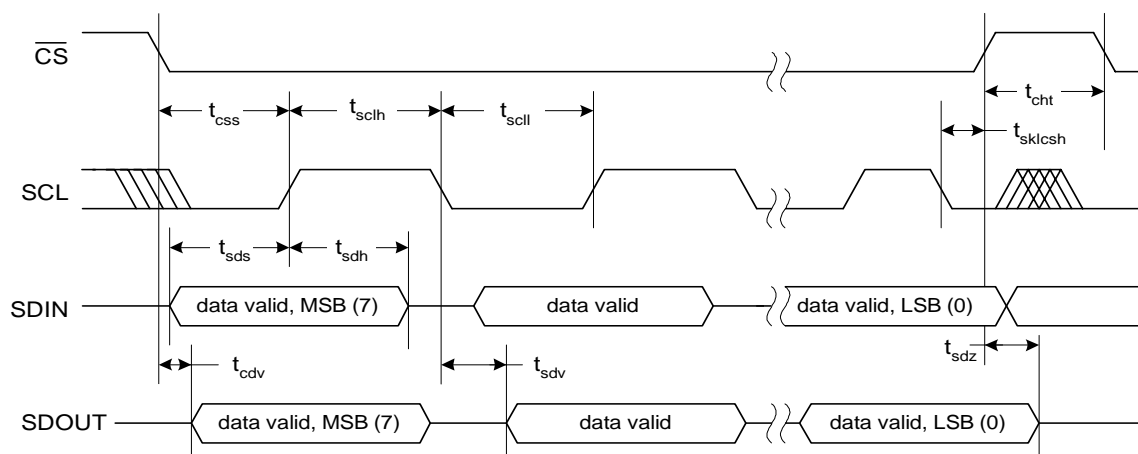 CS
t_css
t_sclh
t_scll
t_cht
t_sklcsh
SCL
t_sds
t_sdh
SDIN
data valid, MSB (7)
data valid
data valid, LSB (0)
t_cdv
t_sdv
t_sdz
SDOUT
data valid, MSB (7)
data valid
data valid, LSB (0)